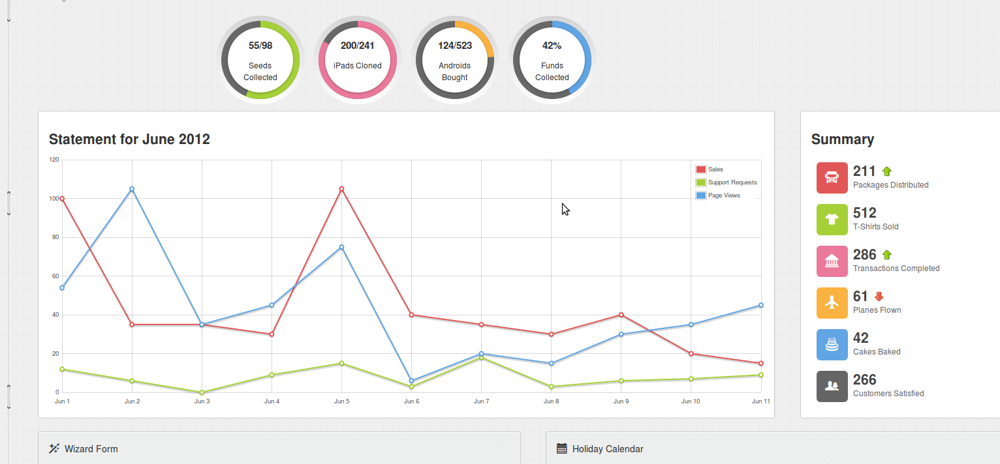 55/98
Seeds
Collected
200/241
iPads Cloned
124/523
Androids
Bought
42%
Funds
Collected
Statement for June 2012
120
100
80
60
40
20
0
Jun 1
Jun 2
Jun 3
Jun 4
Jun 5
Jun 6
Jun 7
Jun 8
Jun 9
Jun 10
Jun 11
Sales
Support Requests
Page Views
Summary
211
Packages Distributed
512
T-Shirts Sold
286
Transactions Completed
61
Planes Flown
42
Cakes Baked
266
Customers Satisfied
Wizard Form
Holiday Calendar